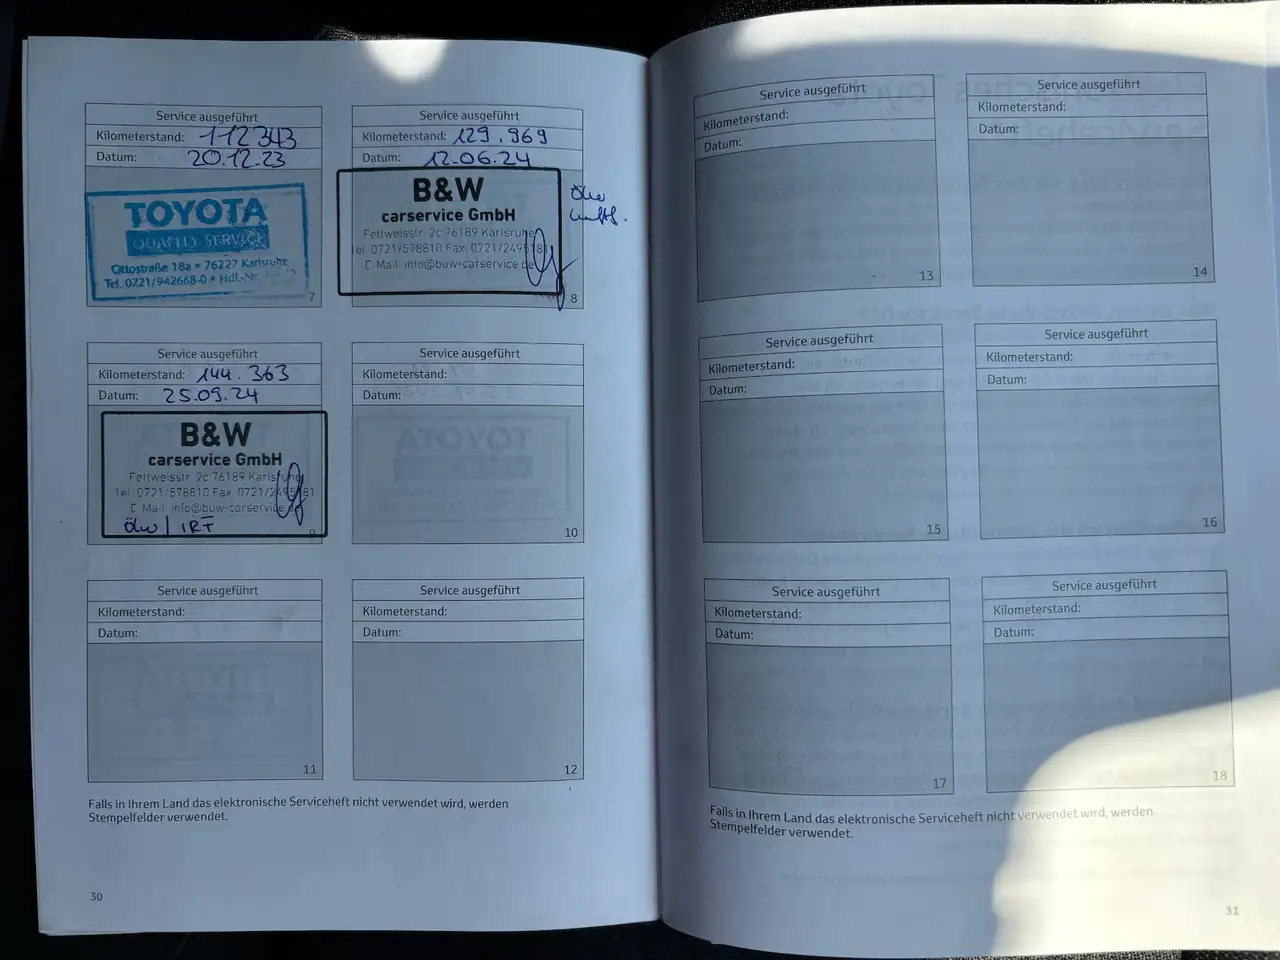 Service ausgeführt
Kilometerstand: 112343
Datum: 20.12.23
TOYOTA
QUALITY-SERVICE
Ottostraße 18a • 76227 Karlsruhe
Tel. 0721/942668-0 • Hdl.-Nr.
7
Service ausgeführt
Kilometerstand: 129.969
Datum: 12.06.24
B&W
carservice GmbH
Fettweisstr. 2c 76189 Karlsruhe
Tel 0721/578810 Fax: 0721/2495181
E-Mail: info@buw-carservice.de
8
Service ausgeführt
Kilometerstand: 144.363
Datum: 25.09.24
B&W
carservice GmbH
Fettweisstr. 2c 76189 Karlsruhe
Tel 0721/578810 Fax: 0721/2495181
E-Mail: info@buw-carservice.de
9
Service ausgeführt
Kilometerstand:
Datum:
10
Service ausgeführt
Kilometerstand:
Datum:
11
Service ausgeführt
Kilometerstand:
Datum:
12
Falls in Ihrem Land das elektronische Serviceheft nicht verwendet wird, werden
Stempelfelder verwendet.
30
Service ausgeführt
Kilometerstand:
Datum:
13
Service ausgeführt
Kilometerstand:
Datum:
14
Service ausgeführt
Kilometerstand:
Datum:
15
Service ausgeführt
Kilometerstand:
Datum:
16
Service ausgeführt
Kilometerstand:
Datum:
17
Service ausgeführt
Kilometerstand:
Datum:
18
Falls in Ihrem Land das elektronische Serviceheft nicht verwendet wird, werden
Stempelfelder verwendet.
31